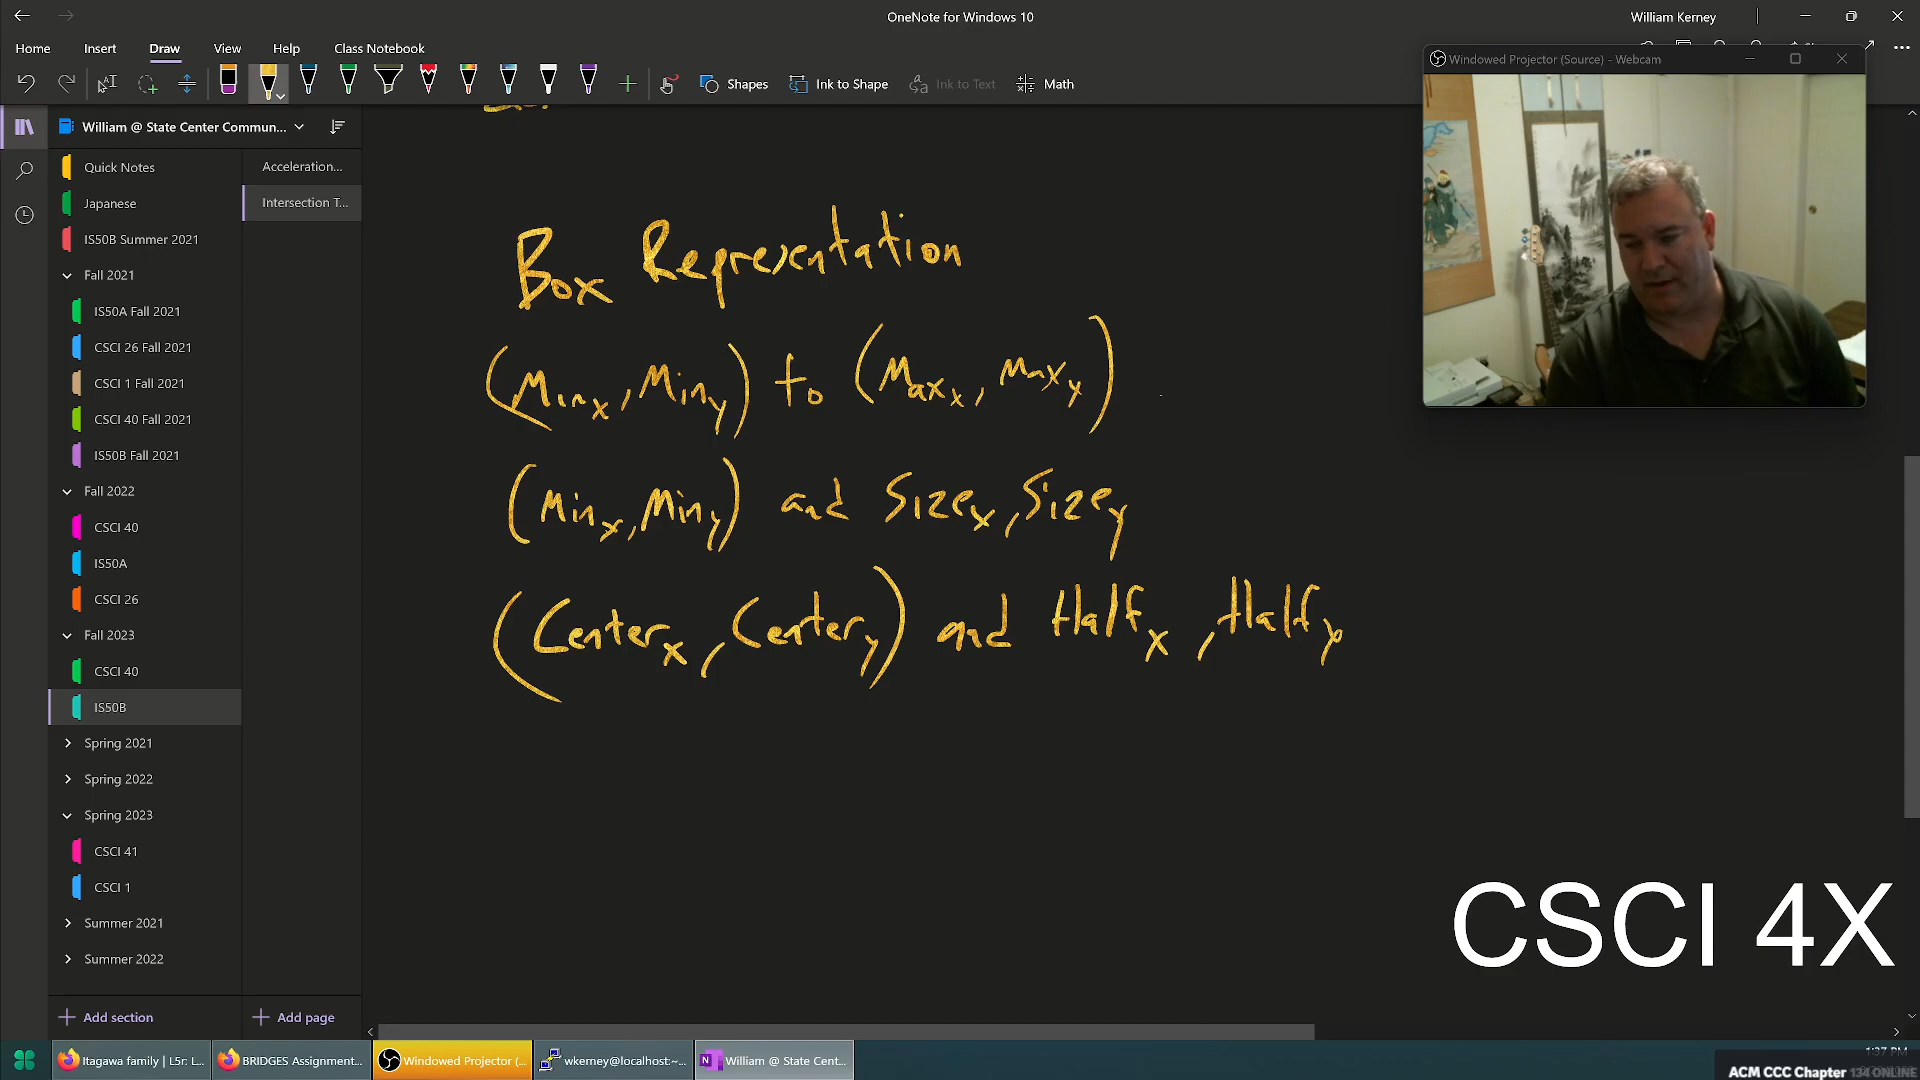 OneNote for Windows 10
William Kerney
Home Insert Draw View Help Class Notebook
Shapes Ink to Shape Ink to Text Math
Windowed Projector (Source) - Webcam
William @ State Center Commun...
Quick Notes
Japanese
IS50B Summer 2021
Fall 2021
IS50A Fall 2021
CSCI 26 Fall 2021
CSCI 1 Fall 2021
CSCI 40 Fall 2021
IS50B Fall 2021
Fall 2022
CSCI 40
IS50A
CSCI 26
Fall 2023
CSCI 40
IS50B
Spring 2021
Spring 2022
Spring 2023
CSCI 41
CSCI 1
Summer 2021
Summer 2022
Add section
Acceleration...
Intersection T...
Add page
Box Representation
(Minx, Miny) to (Maxx, Maxy)
(Minx, Miny) and Sizex, Sizey
(Centerx, Centery) and Halfx, Halfy
CSCI 4X
Itagawa family | L5r: L... BRIDGES Assignment... Windowed Projector (... wkerney@localhost:~... William @ State Cent...
1:37 PM
ACM CCC Chapter 134 ONLINE